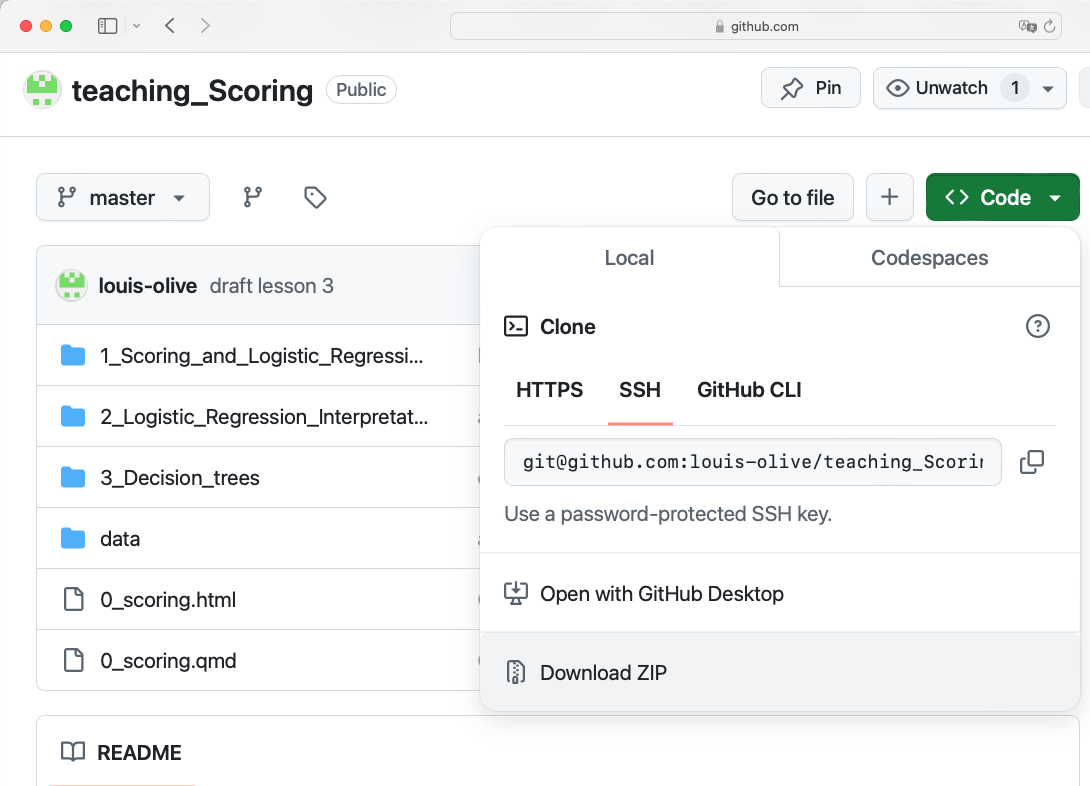 github.com
teaching_Scoring Public Pin Unwatch 1
master Go to file Code
Local Codespaces
louis-olive draft lesson 3
Clone
1_Scoring_and_Logistic_Regressi...
HTTPS SSH GitHub CLI
2_Logistic_Regression_Interpretat...
git@github.com:louis-olive/teaching_Scorin
3_Decision_trees
Use a password-protected SSH key.
data
0_scoring.html
Open with GitHub Desktop
0_scoring.qmd
Download ZIP
README